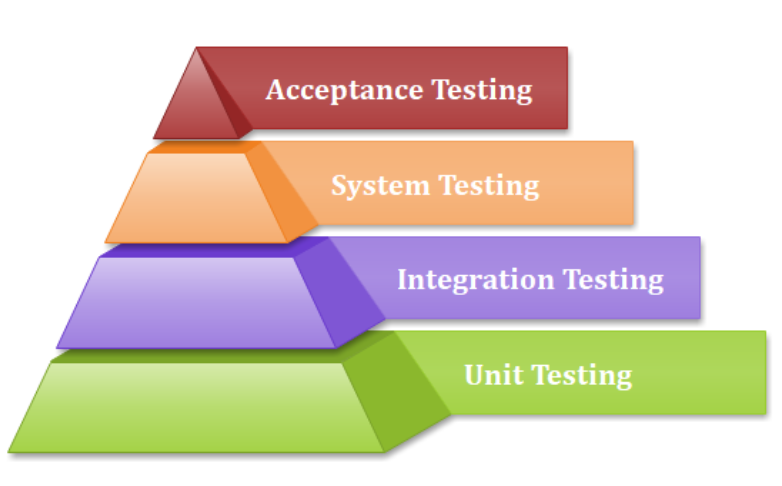 Acceptance Testing
System Testing
Integration Testing
Unit Testing